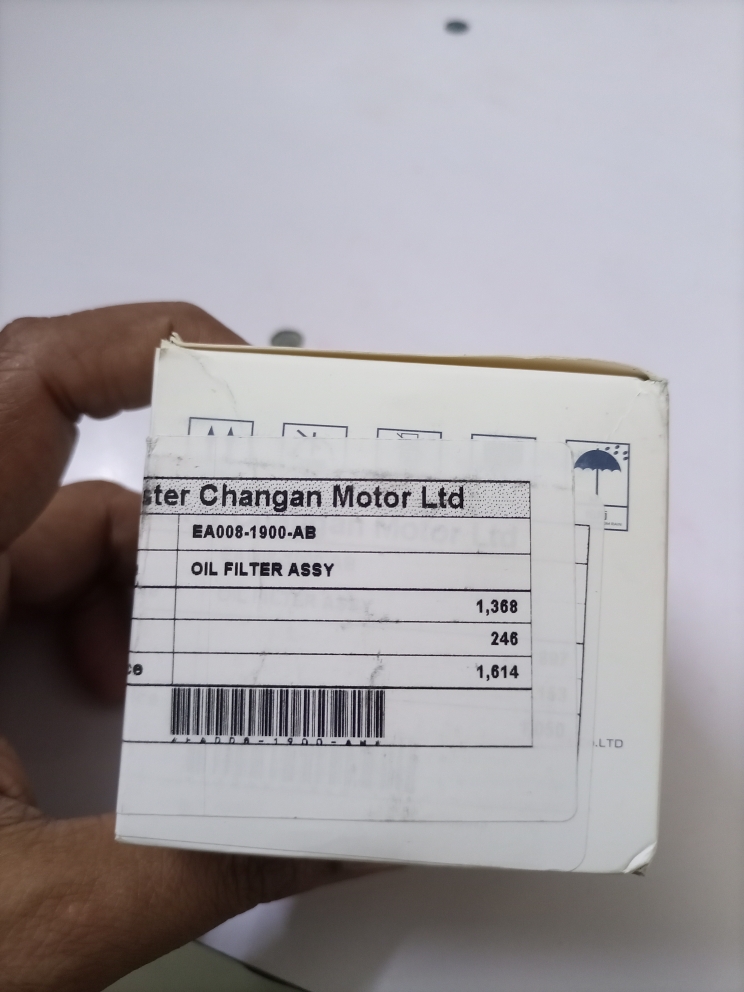 ster Changan Motor Ltd
EA008-1900-AB
OIL FILTER ASSY
1,368
246
ce 1,614
.LTD